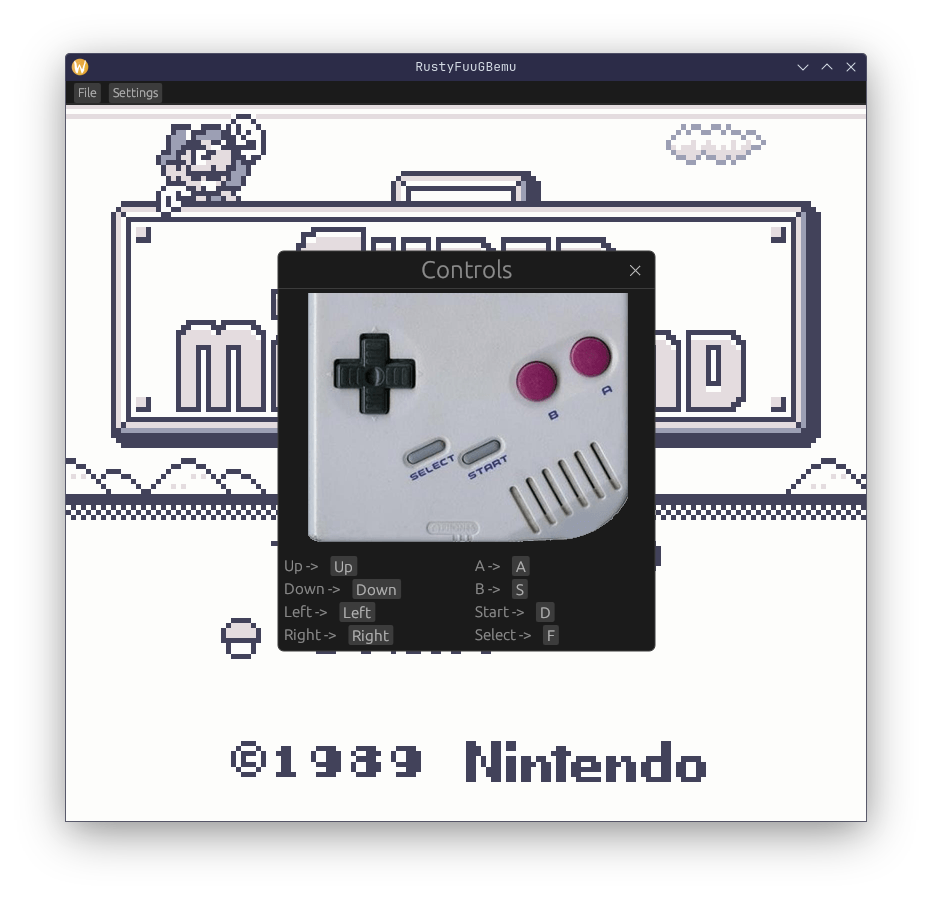 RustyFuuGBemu
File Settings
Controls
B A
SELECT START
Up -> Up A -> A
Down -> Down B -> S
Left -> Left Start -> D
Right -> Right Select -> F
©1989 Nintendo